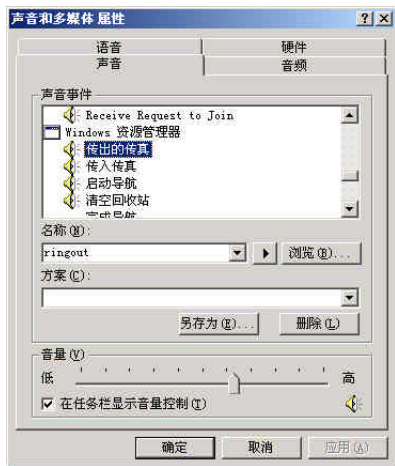 声音和多媒体 属性
语音 硬件
声音 音频
声音事件
Receive Request to Join
Windows 资源管理器
传出的传真
传入传真
启动导航
清空回收站
完成导航
名称(N):
ringout 浏览(B)...
方案(C):
另存为(E)... 删除(L)
音量(V)
低 高
在任务栏显示音量控制(T)
确定 取消 应用(A)